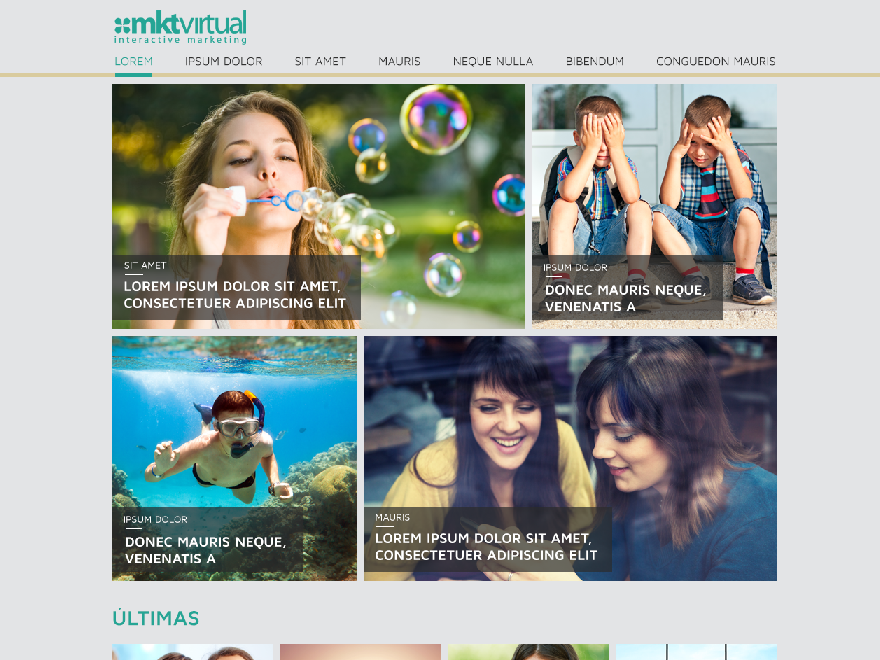 mktvirtual
interactive marketing
LOREM IPSUM DOLOR SIT AMET MAURIS NEQUE NULLA BIBENDUM CONGUEDON MAURIS
SIT AMET
LOREM IPSUM DOLOR SIT AMET,
CONSECTETUER ADIPISCING ELIT
IPSUM DOLOR
DONEC MAURIS NEQUE,
VENENATIS A
IPSUM DOLOR
DONEC MAURIS NEQUE,
VENENATIS A
MAURIS
LOREM IPSUM DOLOR SIT AMET,
CONSECTETUER ADIPISCING ELIT
ÚLTIMAS